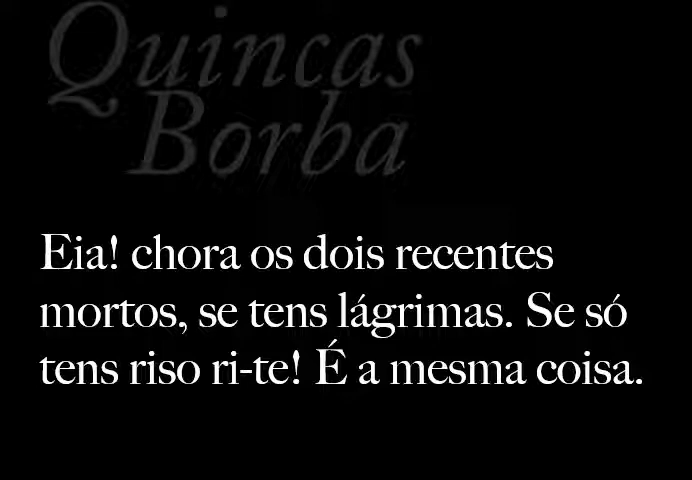 Quincas
Borba
Eia! chora os dois recentes
mortos, se tens lágrimas. Se só
tens riso ri-te! É a mesma coisa.